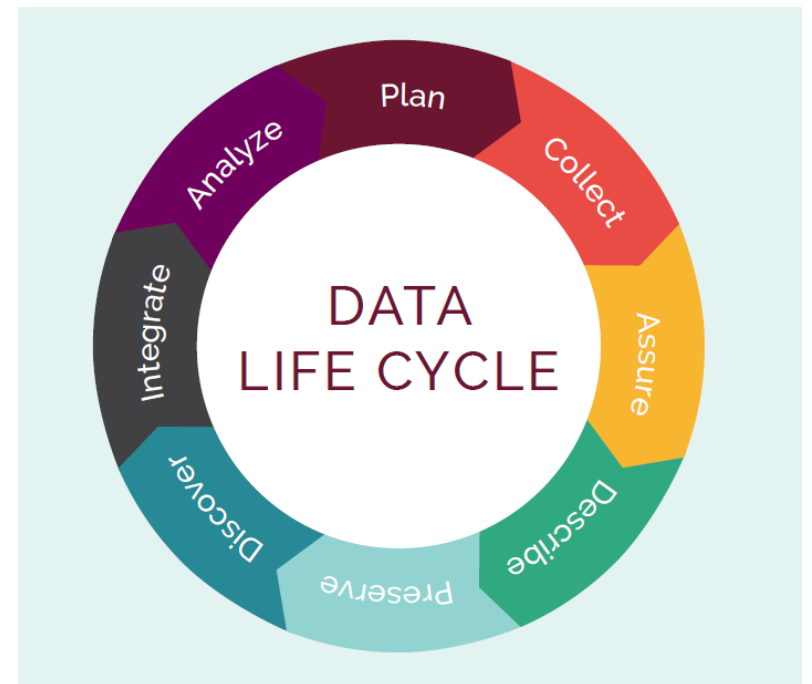 Plan
Collect
Assure
Describe
Preserve
Discover
Integrate
Analyze
DATA
LIFE CYCLE